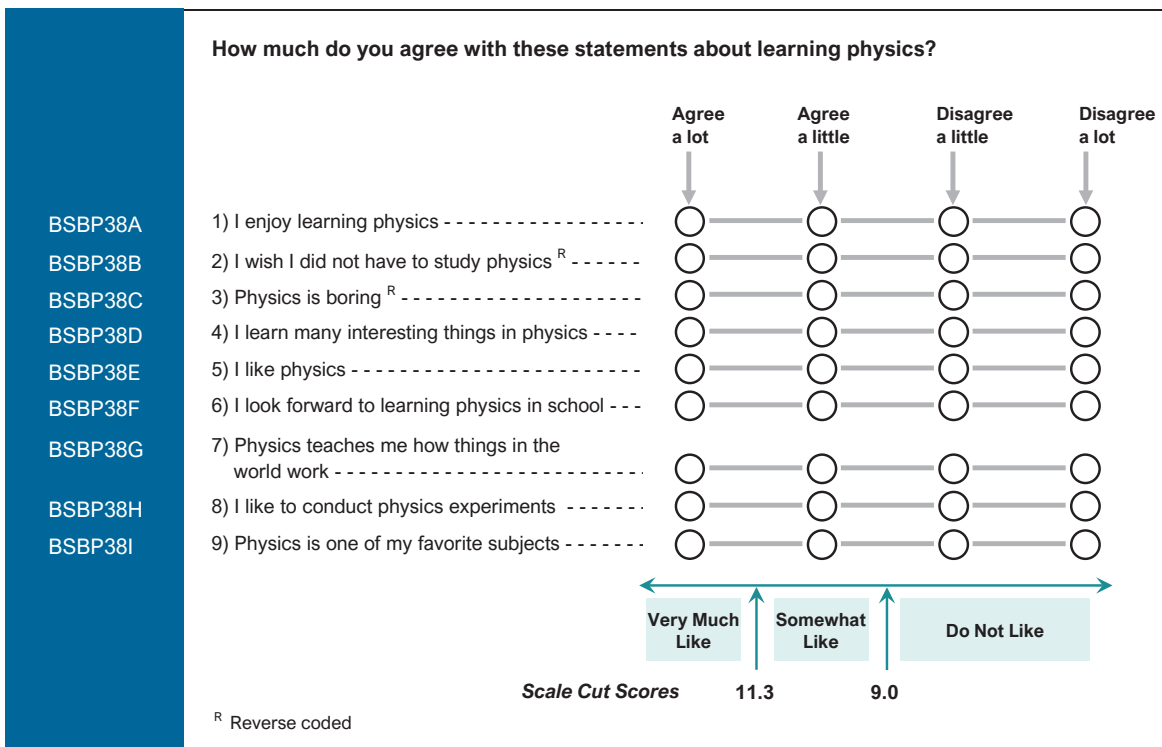 How much do you agree with these statements about learning physics?
Agree a lot
Agree a little
Disagree a little
Disagree a lot
BSBP38A 1) I enjoy learning physics - - - - - - - - - - - - - - - -
BSBP38B 2) I wish I did not have to study physics R - - - - - -
BSBP38C 3) Physics is boring R - - - - - - - - - - - - - - - - - - - -
BSBP38D 4) I learn many interesting things in physics - - - -
BSBP38E 5) I like physics - - - - - - - - - - - - - - - - - - - - - - - -
BSBP38F 6) I look forward to learning physics in school - - -
BSBP38G 7) Physics teaches me how things in the
world work - - - - - - - - - - - - - - - - - - - - - - - - - -
BSBP38H 8) I like to conduct physics experiments - - - - - - -
BSBP38I 9) Physics is one of my favorite subjects - - - - - - -
Very Much Like
Somewhat Like
Do Not Like
Scale Cut Scores 11.3 9.0
R Reverse coded